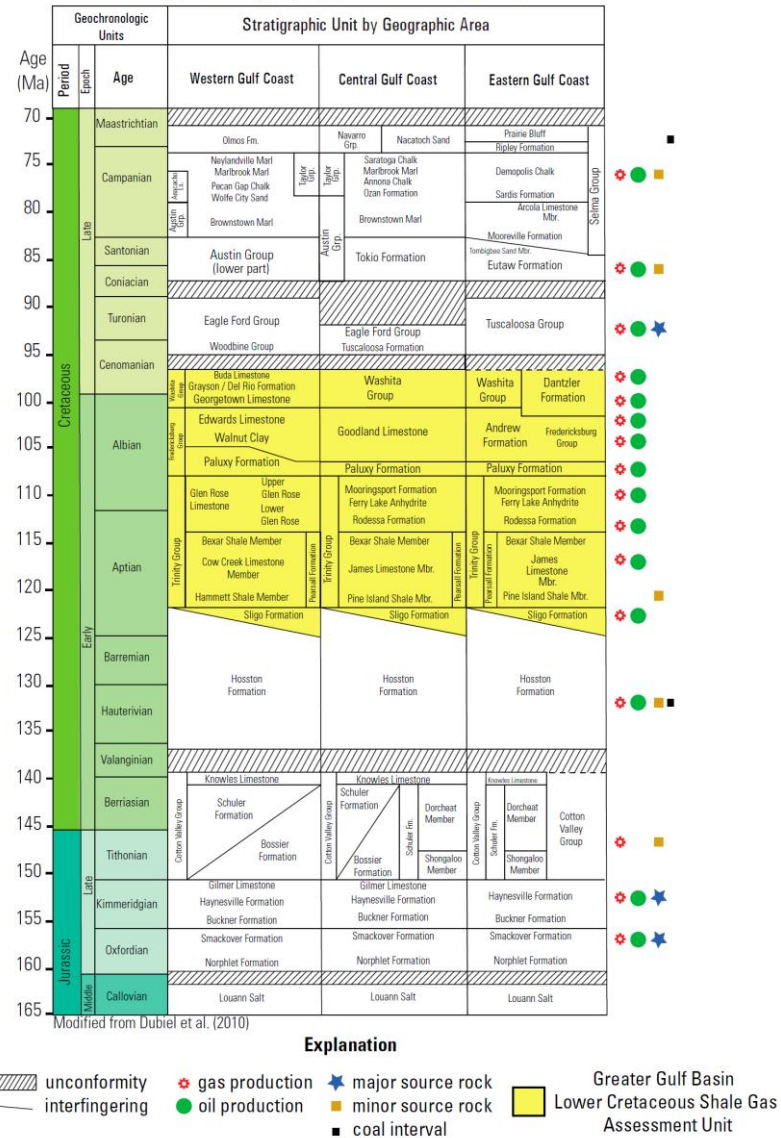 Geochronologic
Units
Stratigraphic Unit by Geographic Area
Age
(Ma)
Period
Epoch
Age
Western Gulf Coast
Central Gulf Coast
Eastern Gulf Coast
70
75
80
85
90
95
100
105
110
115
120
125
130
135
140
145
150
155
160
165
Cretaceous
Jurassic
Late
Early
Late
Middle
Maastrichtian
Campanian
Santonian
Coniacian
Turonian
Cenomanian
Albian
Aptian
Barremian
Hauterivian
Valanginian
Berriasian
Tithonian
Kimmeridgian
Oxfordian
Callovian
Olmos Fm.
Neylandville Marl
Marlbrook Marl
Pecan Gap Chalk
Wolfe City Sand
Taylor Grp.
Anacacho Ls.
Austin Grp.
Brownstown Marl
Austin Group
(lower part)
Eagle Ford Group
Woodbine Group
Washita Group
Buda Limestone
Grayson / Del Rio Formation
Georgetown Limestone
Fredericksburg Group
Edwards Limestone
Walnut Clay
Paluxy Formation
Trinity Group
Glen Rose
Limestone
Upper
Glen Rose
Lower
Glen Rose
Bexar Shale Member
Cow Creek Limestone
Member
Hammett Shale Member
Pearsall Formation
Sligo Formation
Hosston
Formation
Knowles Limestone
Cotton Valley Group
Schuler
Formation
Bossier
Formation
Gilmer Limestone
Haynesville Formation
Buckner Formation
Smackover Formation
Norphlet Formation
Louann Salt
Navarro
Grp.
Nacatoch Sand
Taylor Grp.
Saratoga Chalk
Marlbrook Marl
Annona Chalk
Ozan Formation
Austin Grp.
Brownstown Marl
Tokio Formation
Eagle Ford Group
Tuscaloosa Formation
Washita
Group
Goodland Limestone
Paluxy Formation
Trinity Group
Mooringsport Formation
Ferry Lake Anhydrite
Rodessa Formation
Bexar Shale Member
James Limestone Mbr.
Pine Island Shale Mbr.
Pearsall Formation
Sligo Formation
Hosston
Formation
Knowles Limestone
Cotton Valley Group
Schuler
Formation
Bossier
Formation
Schuler Fm.
Dorcheat
Member
Shongaloo
Member
Gilmer Limestone
Haynesville Formation
Buckner Formation
Smackover Formation
Norphlet Formation
Louann Salt
Prairie Bluff
Ripley Formation
Demopolis Chalk
Sardis Formation
Arcola Limestone
Mbr.
Mooreville Formation
Selma Group
Tombigbee Sand Mbr.
Eutaw Formation
Tuscaloosa Group
Washita
Group
Dantzler
Formation
Andrew
Formation
Fredericksburg
Group
Paluxy Formation
Trinity Group
Mooringsport Formation
Ferry Lake Anhydrite
Rodessa Formation
Pearsall Formation
Bexar Shale Member
James
Limestone
Mbr.
Pine Island Shale Mbr.
Sligo Formation
Hosston
Formation
Knowles Limestone
Cotton Valley Group
Schuler Fm.
Dorcheat
Member
Shongaloo
Member
Cotton
Valley
Group
Haynesville Formation
Buckner Formation
Smackover Formation
Norphlet Formation
Louann Salt
Modified from Dubiel et al. (2010)
Explanation
unconformity
interfingering
gas production
oil production
major source rock
minor source rock
coal interval
Greater Gulf Basin
Lower Cretaceous Shale Gas
Assessment Unit